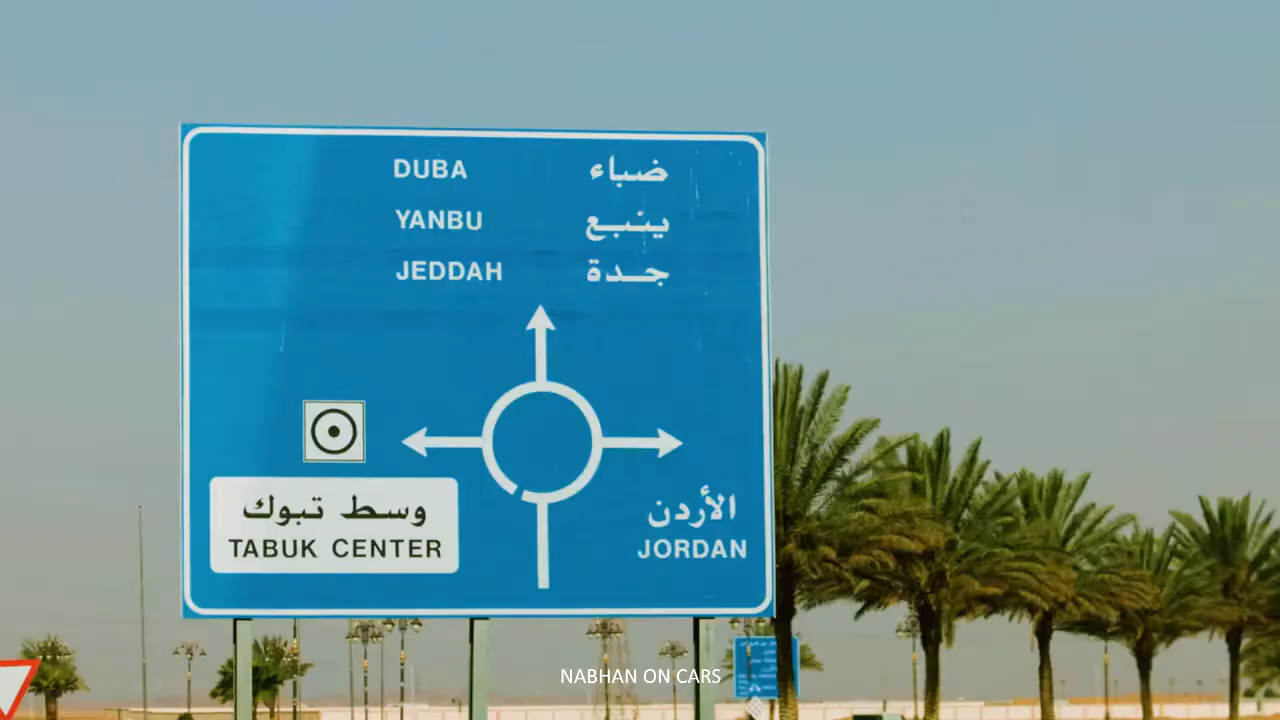 DUBA ضباء
YANBU ينبع
JEDDAH جدة
وسط تبوك
TABUK CENTER
الأردن
JORDAN
NABHAN ON CARS